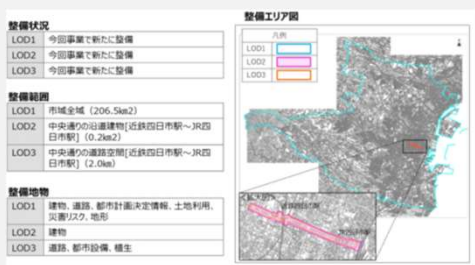 整備状況
LOD1 今回事業で新たに整備
LOD2 今回事業で新たに整備
LOD3 今回事業で新たに整備
整備範囲
LOD1 市域全域（206.5km2）
LOD2 中央通りの沿道建物[近鉄四日市駅～JR四
日市駅]（0.2km2）
LOD3 中央通りの道路空間[近鉄四日市駅～JR四
日市駅]（2.0km）
整備地物
LOD1 建物、道路、都市計画決定情報、土地利用、
災害リスク、地形
LOD2 建物
LOD3 道路、都市設備、植生
整備エリア図
凡例
LOD1
LOD2
LOD3